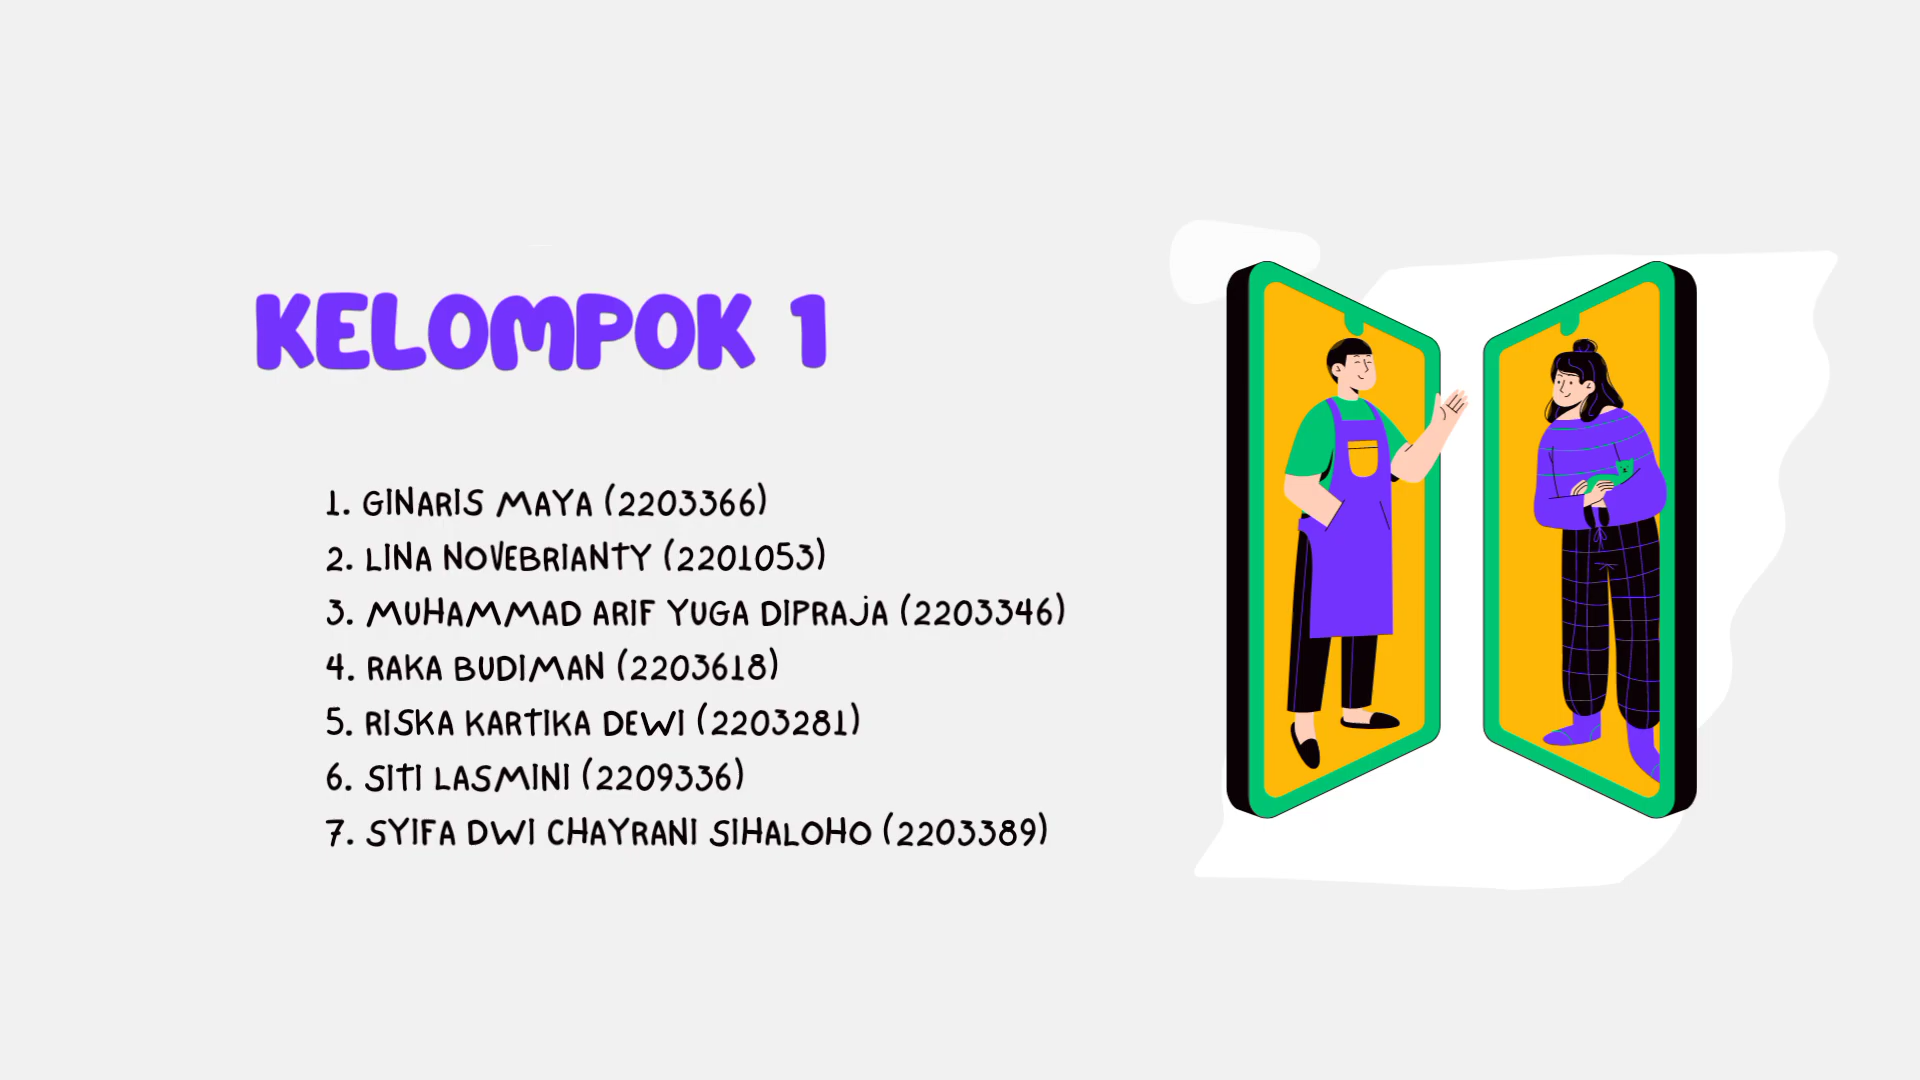 KELOMPOK 1
1. GINARIS MAYA (2203366)
2. LINA NOVEBRIANTY (2201053)
3. MUHAMMAD ARIF YUGA DIPRAJA (2203346)
4. RAKA BUDIMAN (2203618)
5. RISKA KARTIKA DEWI (2203281)
6. SITI LASMINI (2209336)
7. SYIFA DWI CHAYRANI SIHALOHO (2203389)